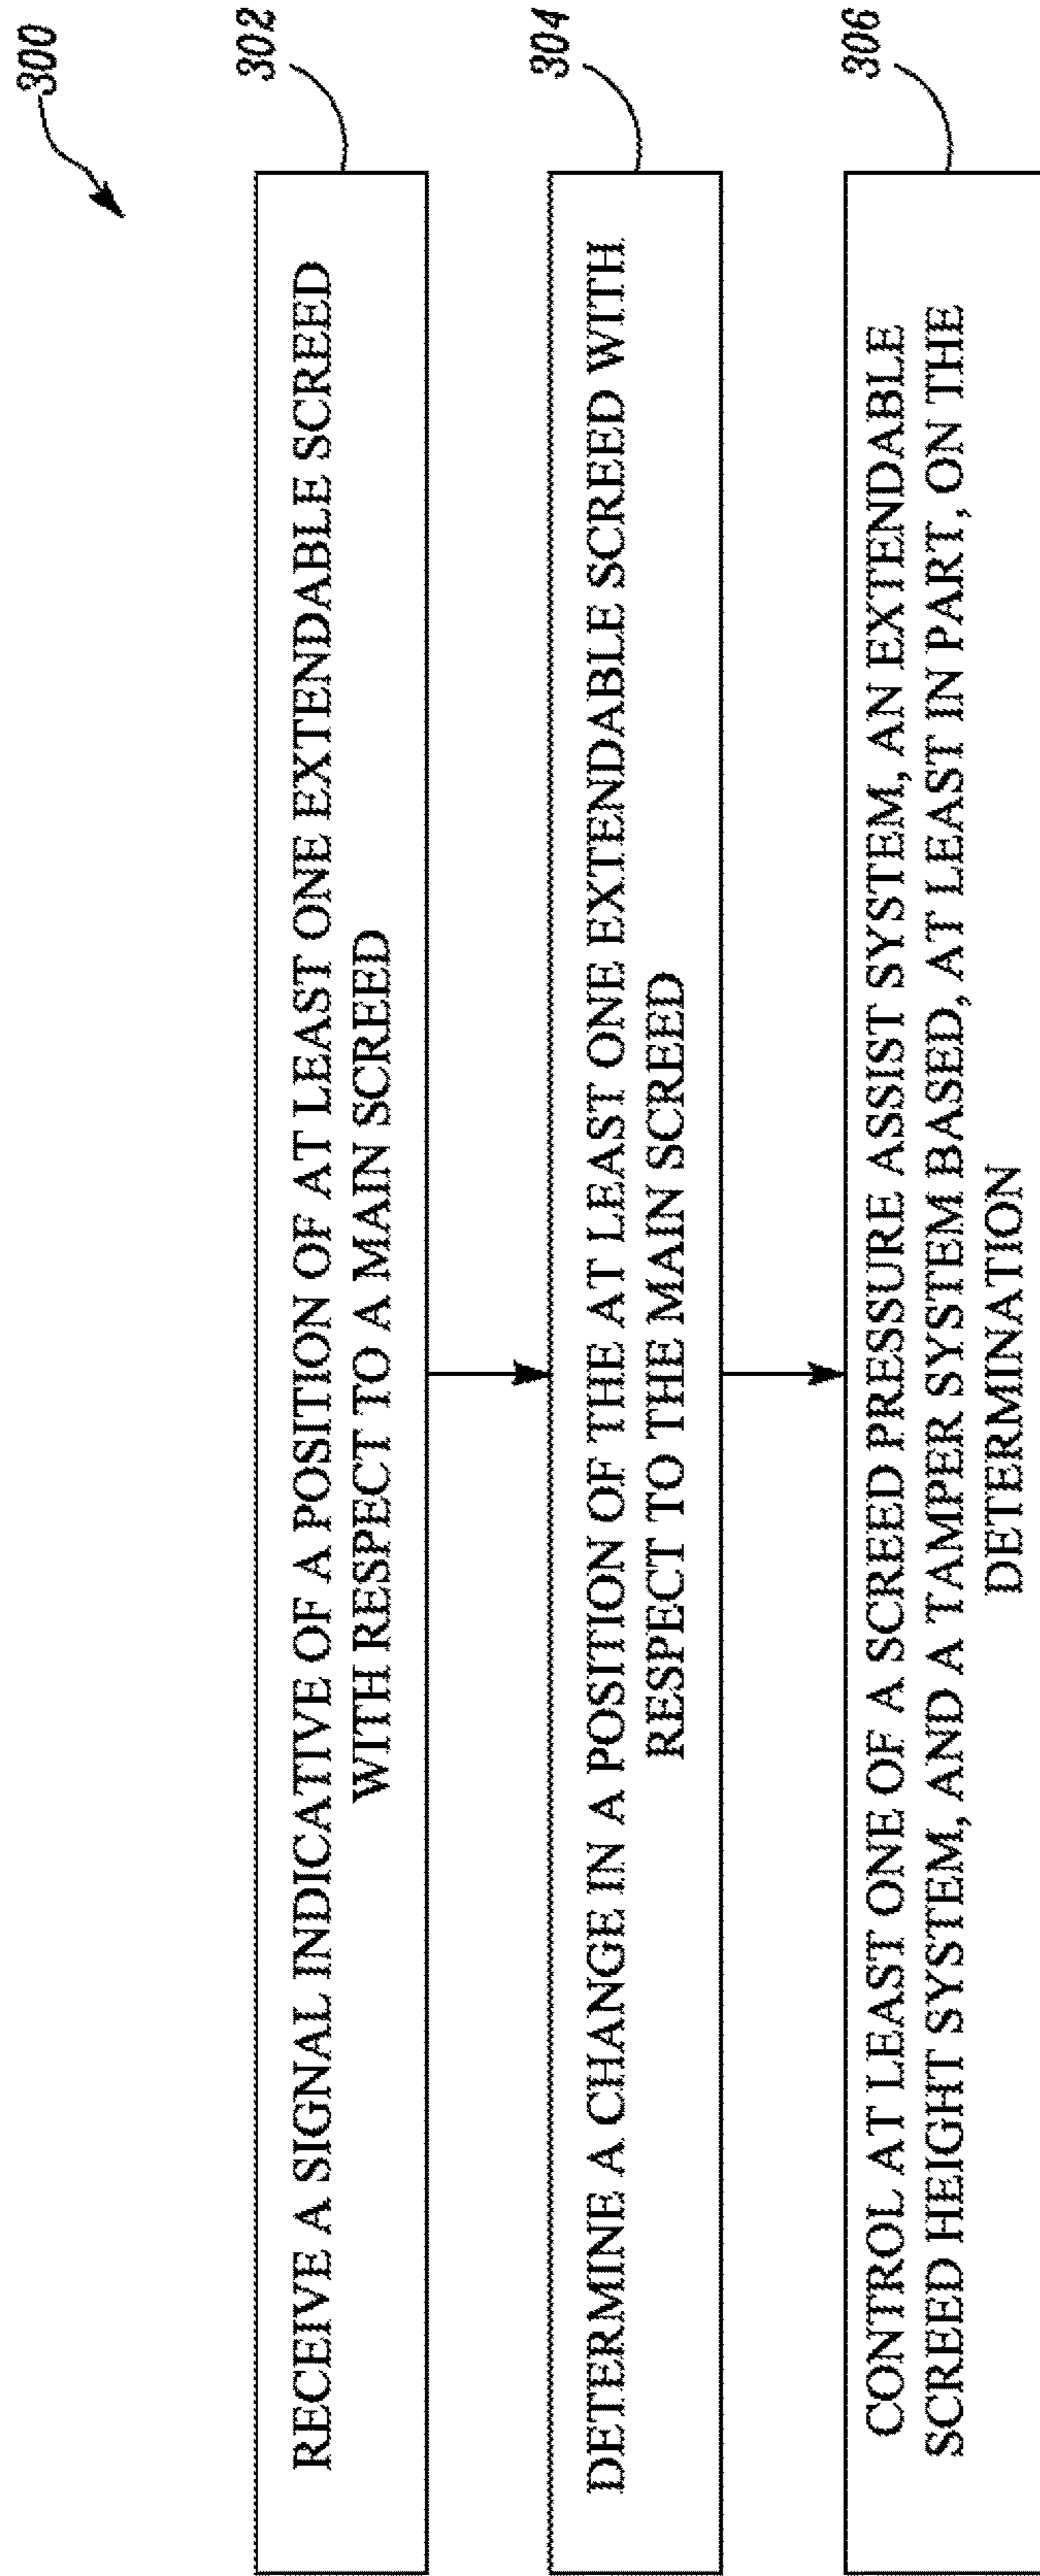 300
302
RECEIVE A SIGNAL INDICATIVE OF A POSITION OF AT LEAST ONE EXTENDABLE SCREED
WITH RESPECT TO A MAIN SCREED
304
DETERMINE A CHANGE IN A POSITION OF THE AT LEAST ONE EXTENDABLE SCREED WITH
RESPECT TO THE MAIN SCREED
306
CONTROL AT LEAST ONE OF A SCREED PRESSURE ASSIST SYSTEM, AN EXTENDABLE
SCREED HEIGHT SYSTEM, AND A TAMPER SYSTEM BASED, AT LEAST IN PART, ON THE
DETERMINATION